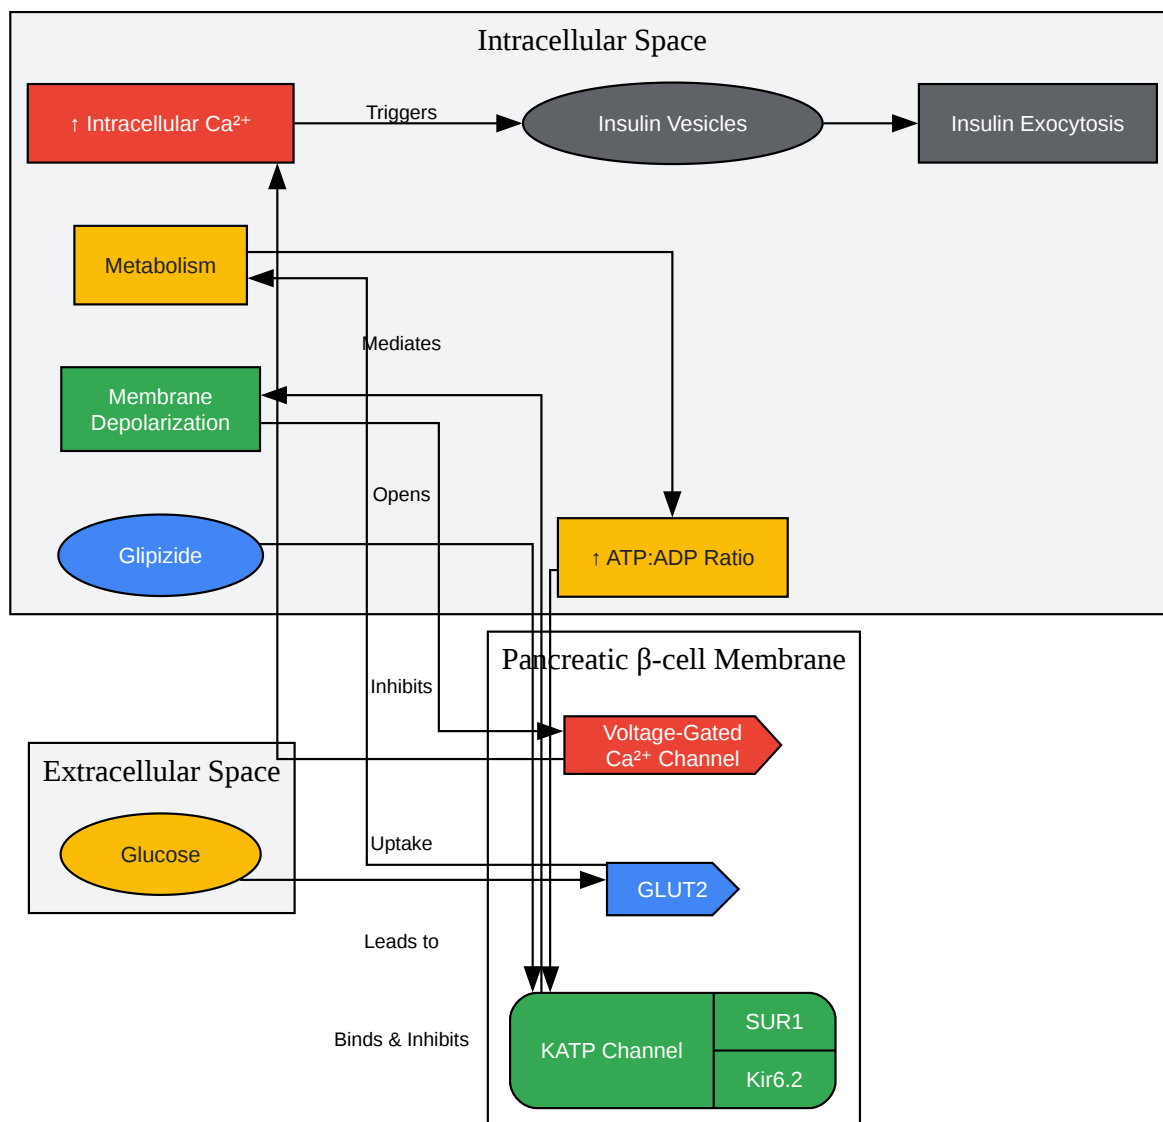 Intracellular Space
↑ Intracellular Ca²⁺
Triggers
Insulin Vesicles
Insulin Exocytosis
Metabolism
Mediates
Membrane
Depolarization
Opens
Glipizide
↑ ATP:ADP Ratio
Pancreatic β-cell Membrane
Inhibits
Voltage-Gated
Ca²⁺ Channel
Extracellular Space
Glucose
Uptake
GLUT2
Leads to
Binds & Inhibits
KATP Channel
SUR1
Kir6.2